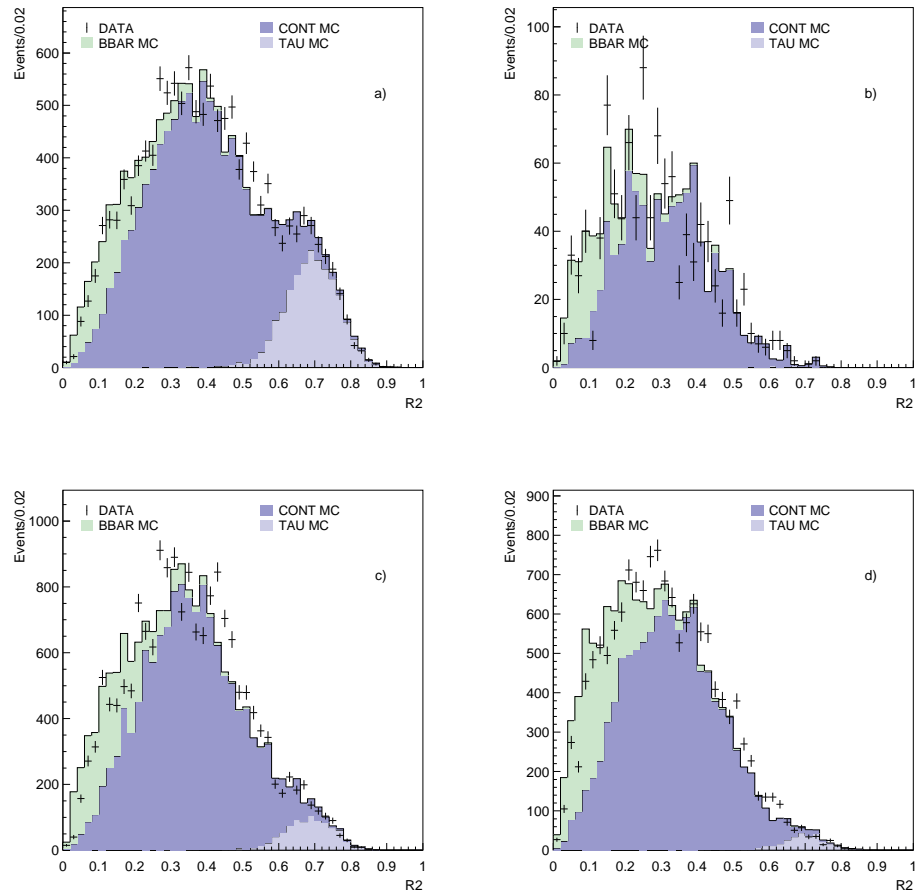 Events/0.02
DATA
BBAR MC
CONT MC
TAU MC
a)
600
500
400
300
200
100
0
0 0.1 0.2 0.3 0.4 0.5 0.6 0.7 0.8 0.9 1
R2
Events/0.02
DATA
BBAR MC
CONT MC
TAU MC
b)
100
80
60
40
20
0
0 0.1 0.2 0.3 0.4 0.5 0.6 0.7 0.8 0.9 1
R2
Events/0.02
DATA
BBAR MC
CONT MC
TAU MC
c)
1000
800
600
400
200
0
0 0.1 0.2 0.3 0.4 0.5 0.6 0.7 0.8 0.9 1
R2
Events/0.02
DATA
BBAR MC
CONT MC
TAU MC
d)
900
800
700
600
500
400
300
200
100
0
0 0.1 0.2 0.3 0.4 0.5 0.6 0.7 0.8 0.9 1
R2